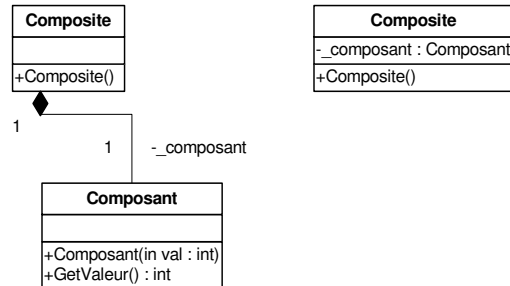 Composite
+Composite()
1
1
-_composant
Composant
+Composant(in val : int)
+GetValeur() : int
Composite
-_composant : Composant
+Composite()